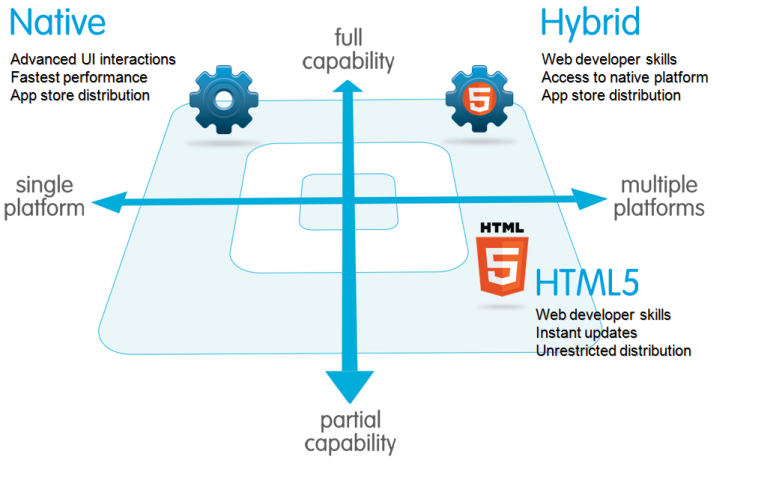 Native
Advanced UI interactions
Fastest performance
App store distribution
full
capability
Hybrid
Web developer skills
Access to native platform
App store distribution
5
single
platform
multiple
platforms
HTML
5
HTML5
Web developer skills
Instant updates
Unrestricted distribution
partial
capability